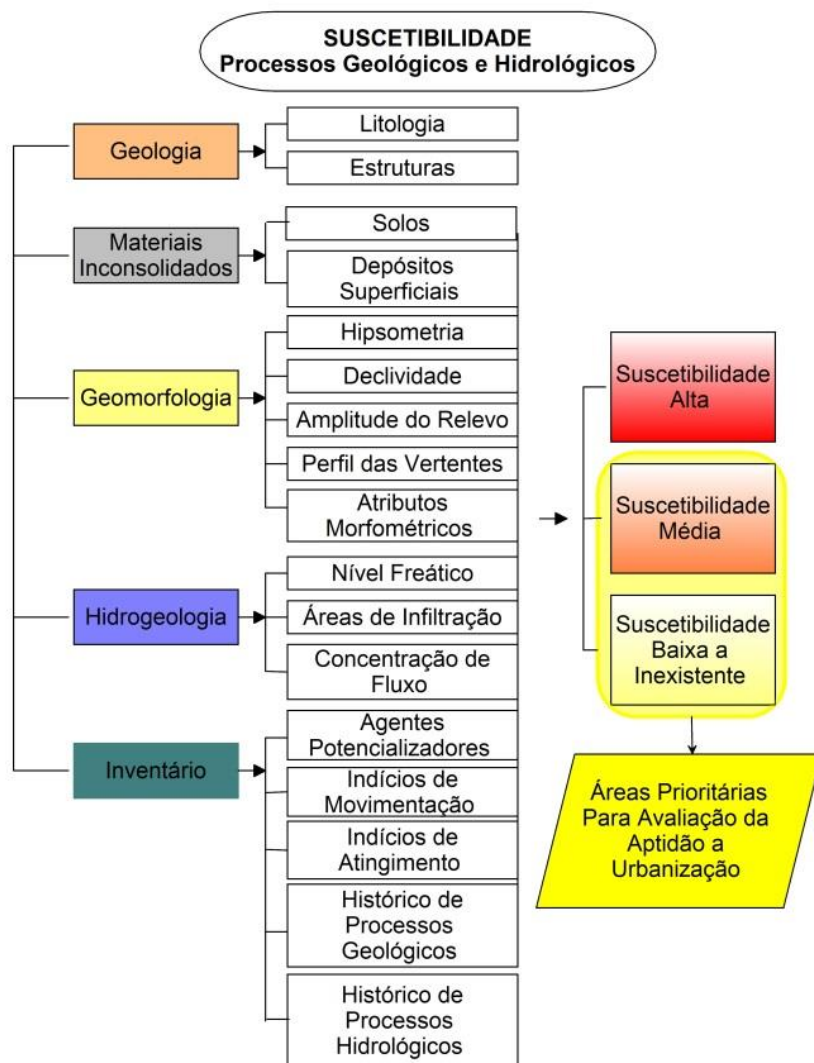 SUSCETIBILIDADE
Processos Geológicos e Hidrológicos
Geologia
Litologia
Estruturas
Materiais
Inconsolidados
Solos
Depósitos
Superficiais
Geomorfologia
Hipsometria
Declividade
Amplitude do Relevo
Perfil das Vertentes
Atributos
Morfométricos
Hidrogeologia
Nível Freático
Áreas de Infiltração
Concentração de
Fluxo
Inventário
Agentes
Potencializadores
Indícios de
Movimentação
Indícios de
Atingimento
Histórico de
Processos
Geológicos
Histórico de
Processos
Hidrológicos
Suscetibilidade
Alta
Suscetibilidade
Média
Suscetibilidade
Baixa a
Inexistente
Áreas Prioritárias
Para Avaliação da
Aptidão a
Urbanização